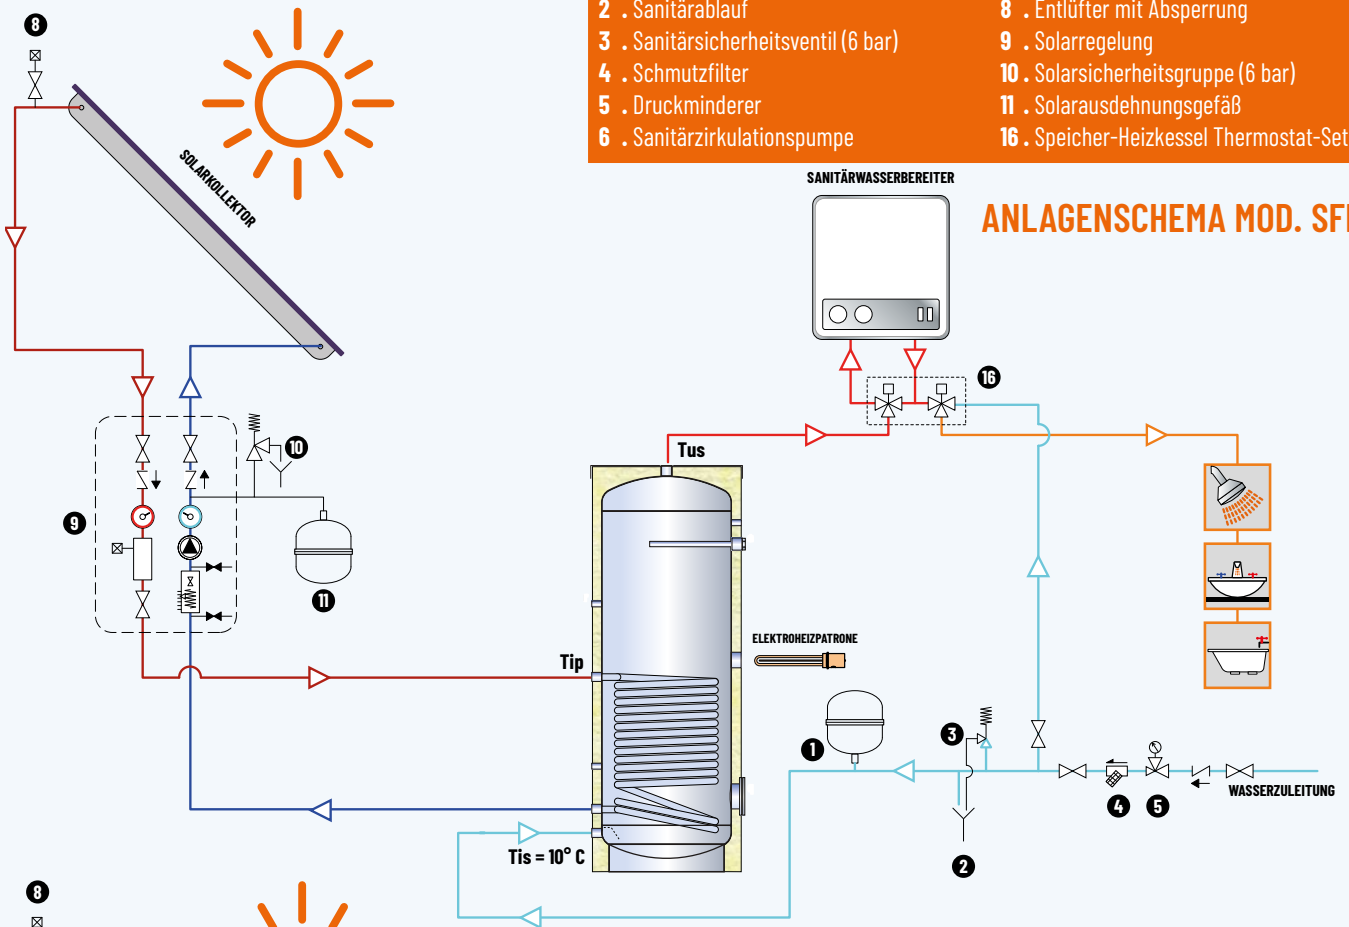 2 . Sanitärablauf
3 . Sanitärsicherheitsventil (6 bar)
4 . Schmutzfilter
5 . Druckminderer
6 . Sanitärzirkulationspumpe
8 . Entlüfter mit Absperrung
9 . Solarregelung
10 . Solarsicherheitsgruppe (6 bar)
11 . Solarausdehnungsgefäß
16 . Speicher-Heizkessel Thermostat-Set
8
SOLARKOLLEKTOR
SANITÄRWASSERBEREITER
ANLAGENSCHEMA MOD.
16
10
Tus
9
11
Tip
ELEKTROHEIZPATRONE
1
3
4
5
WASSERZULEITUNG
Tis = 10° C
2
8